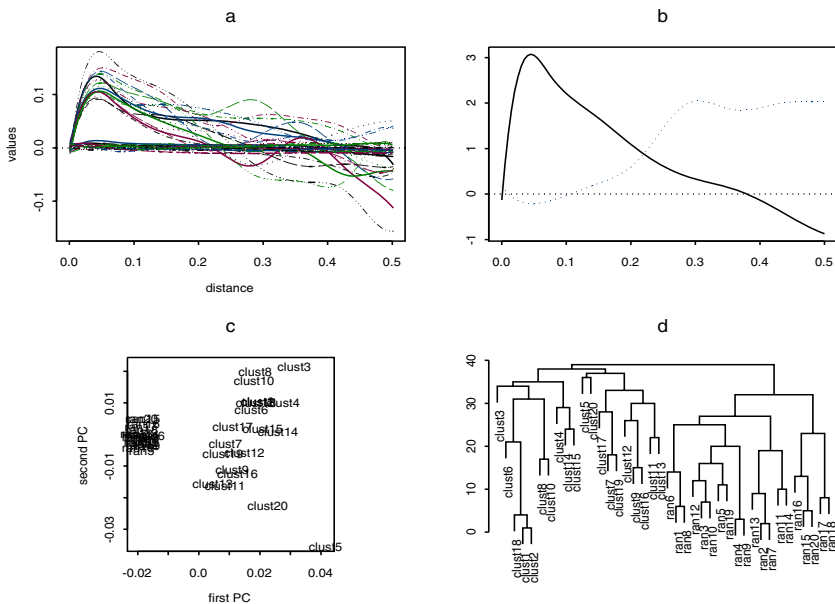 a
b
values
-0.1
0.0
0.1
0.0
0.1
0.2
0.3
0.4
0.5
distance
-1
0
1
2
3
0.0
0.1
0.2
0.3
0.4
0.5
c
d
second PC
-0.03
-0.01
0.01
clust3
clust8
clust10
clust4
clust6
clust17
clust15
clust14
clust7
clust12
clust9
clust16
clust13
clust11
clust20
clust5
-0.02
0.0
0.02
0.04
first PC
0
10
20
30
40
clust3
clust6
clust18
clust1
clust2
clust8
clust10
clust4
clust14
clust15
clust5
clust20
clust17
clust7
clust19
clust12
clust9
clust16
clust11
clust13
ran6
ran1
ran8
ran12
ran3
ran10
ran5
ran19
ran4
ran9
ran13
ran2
ran7
ran11
ran14
ran16
ran15
ran20
ran17
ran18